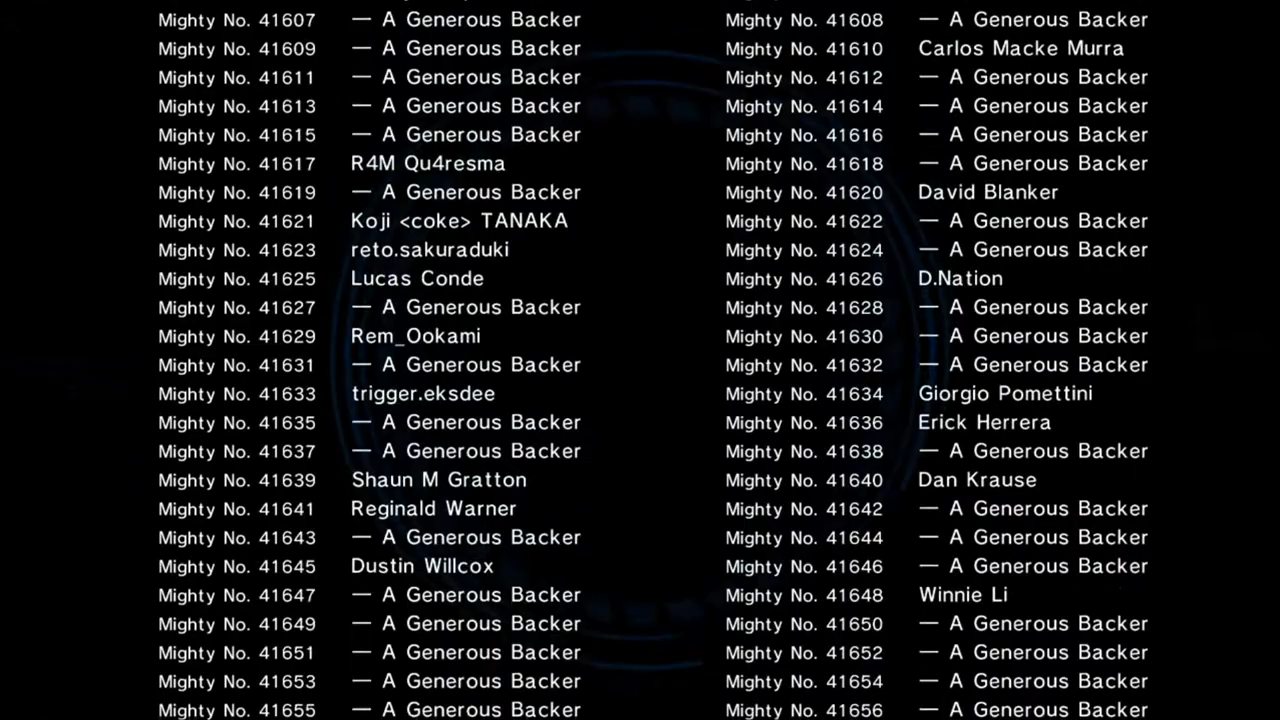 Mighty No. 41607 — A Generous Backer Mighty No. 41608 — A Generous Backer
Mighty No. 41609 — A Generous Backer Mighty No. 41610 Carlos Macke Murra
Mighty No. 41611 — A Generous Backer Mighty No. 41612 — A Generous Backer
Mighty No. 41613 — A Generous Backer Mighty No. 41614 — A Generous Backer
Mighty No. 41615 — A Generous Backer Mighty No. 41616 — A Generous Backer
Mighty No. 41617 R4M Qu4resma Mighty No. 41618 — A Generous Backer
Mighty No. 41619 — A Generous Backer Mighty No. 41620 David Blanker
Mighty No. 41621 Koji <coke> TANAKA Mighty No. 41622 — A Generous Backer
Mighty No. 41623 reto.sakuraduki Mighty No. 41624 — A Generous Backer
Mighty No. 41625 Lucas Conde Mighty No. 41626 D.Nation
Mighty No. 41627 — A Generous Backer Mighty No. 41628 — A Generous Backer
Mighty No. 41629 Rem_Ookami Mighty No. 41630 — A Generous Backer
Mighty No. 41631 — A Generous Backer Mighty No. 41632 — A Generous Backer
Mighty No. 41633 trigger.eksdee Mighty No. 41634 Giorgio Pomettini
Mighty No. 41635 — A Generous Backer Mighty No. 41636 Erick Herrera
Mighty No. 41637 — A Generous Backer Mighty No. 41638 — A Generous Backer
Mighty No. 41639 Shaun M Gratton Mighty No. 41640 Dan Krause
Mighty No. 41641 Reginald Warner Mighty No. 41642 — A Generous Backer
Mighty No. 41643 — A Generous Backer Mighty No. 41644 — A Generous Backer
Mighty No. 41645 Dustin Willcox Mighty No. 41646 — A Generous Backer
Mighty No. 41647 — A Generous Backer Mighty No. 41648 Winnie Li
Mighty No. 41649 — A Generous Backer Mighty No. 41650 — A Generous Backer
Mighty No. 41651 — A Generous Backer Mighty No. 41652 — A Generous Backer
Mighty No. 41653 — A Generous Backer Mighty No. 41654 — A Generous Backer
Mighty No. 41655 — A Generous Backer Mighty No. 41656 — A Generous Backer